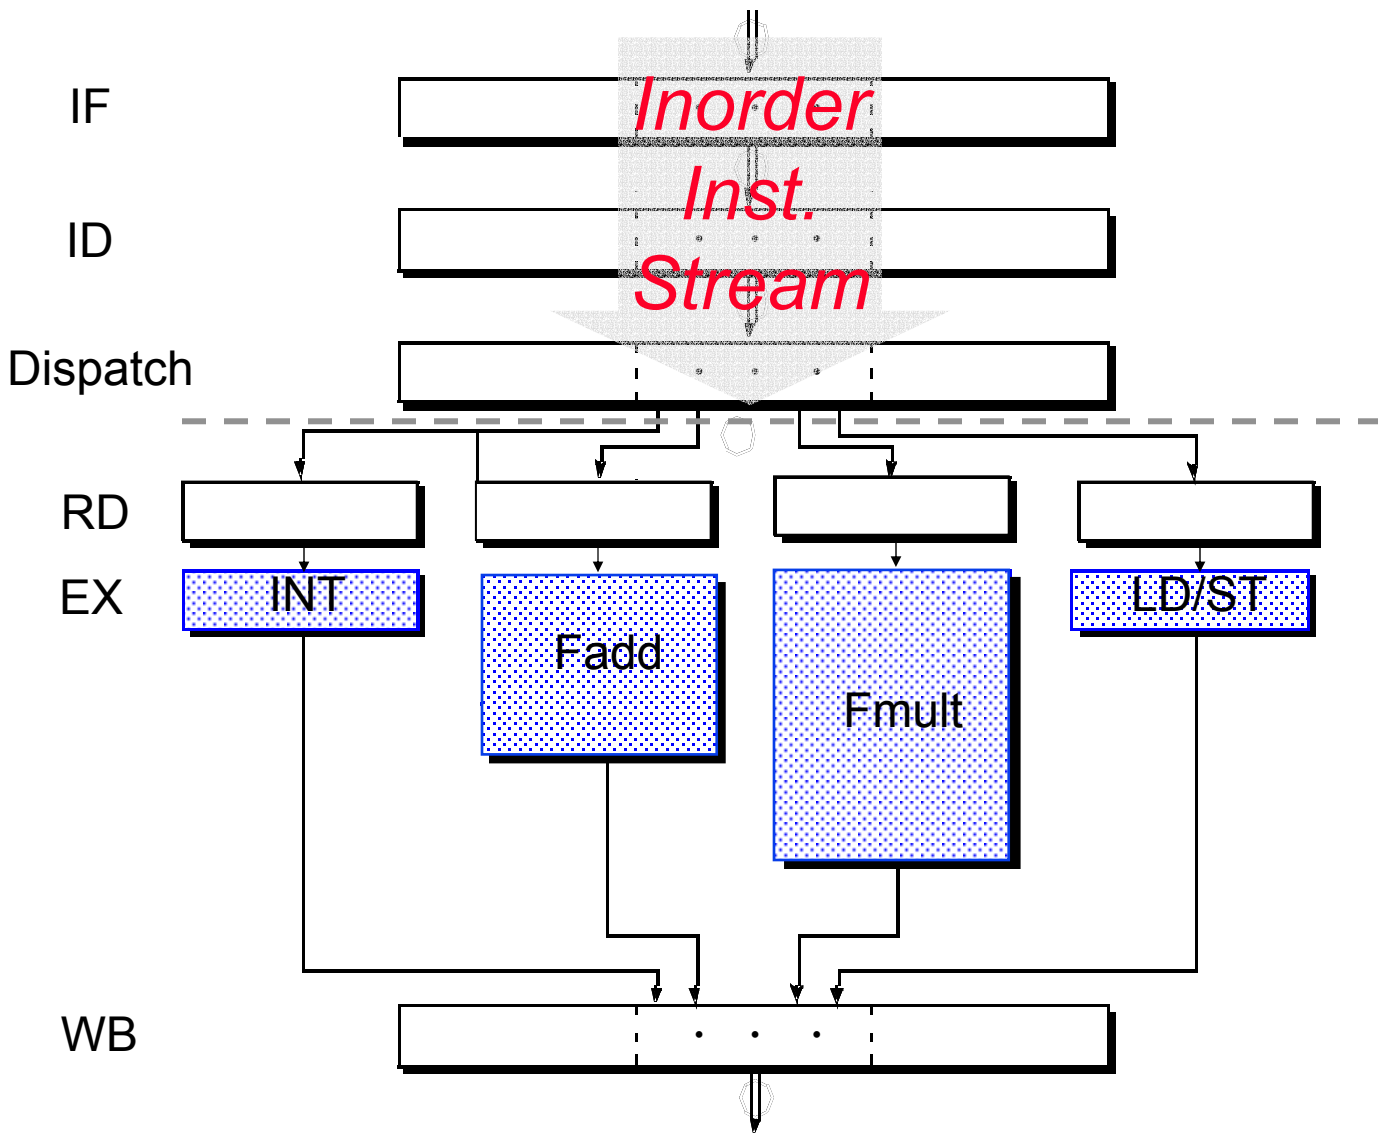 IF
Inorder
Inst.
ID
Stream
Dispatch
RD
EX
INT
LD/ST
Fadd
Fmult
WB